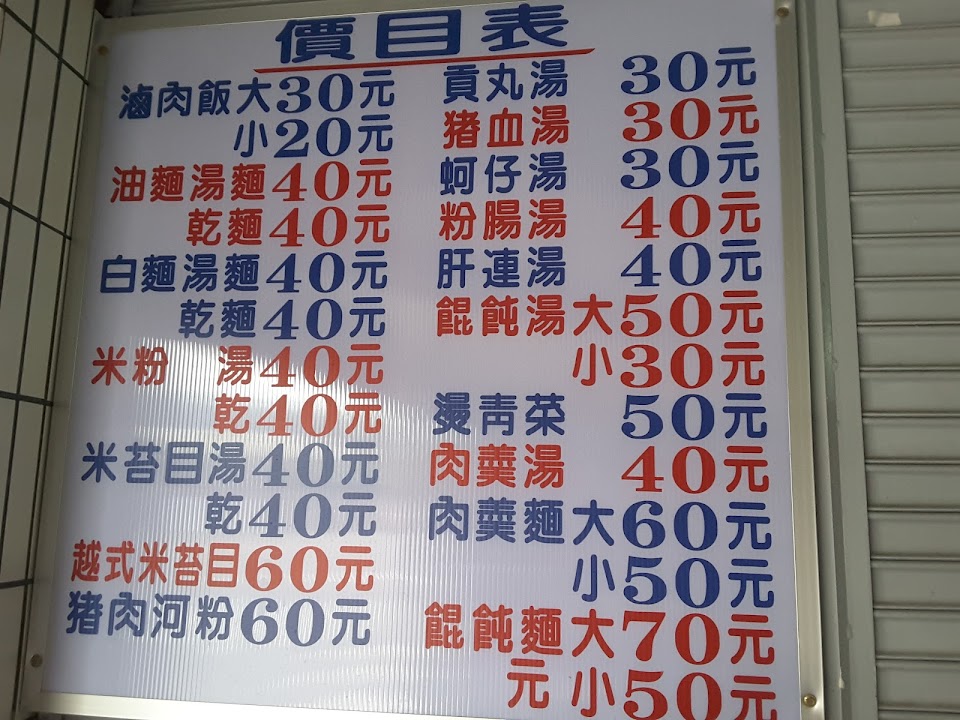 價目表
滷肉飯大30元
小20元
油麵湯麵40元
乾麵40元
白麵湯麵40元
乾麵40元
米粉 湯40元
乾40元
米苔目湯40元
乾40元
越式米苔目60元
猪肉河粉60元
貢丸湯 30元
猪血湯 30元
蚵仔湯 30元
粉腸湯 40元
肝連湯 40元
餛飩湯大50元
小30元
燙青菜 50元
肉羹湯 40元
肉羹麵大60元
小50元
餛飩麵大70元
元 小50元